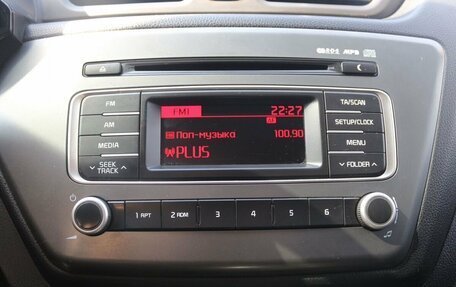 MP3
FM
AM
MEDIA
SEEK
TRACK
FM1 22:27
AF
Поп-музыка 100.90
PLUS
TA/SCAN
SETUP/CLOCK
MENU
FOLDER
1 RPT 2 RDM 3 4 5 6